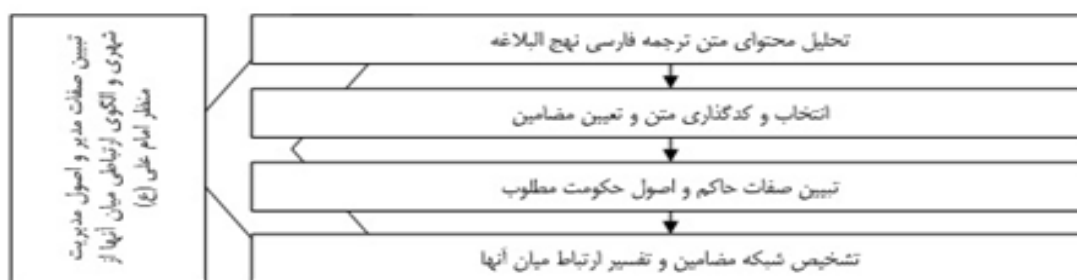 تحلیل محتوای متن ترجمه فارسی نهج البلاغه
انتخاب و کدگذاری متن و تعیین مضامین
تبیین صفات حاکم و اصول حکومت مطلوب
تشخیص شبکه مضامین و تفسیر ارتباط میان آنها
تبیین صفات مدیر و اصول مدیریت
شهری و الگوی ارتباطی میان آنها از
منظر امام علی (ع)